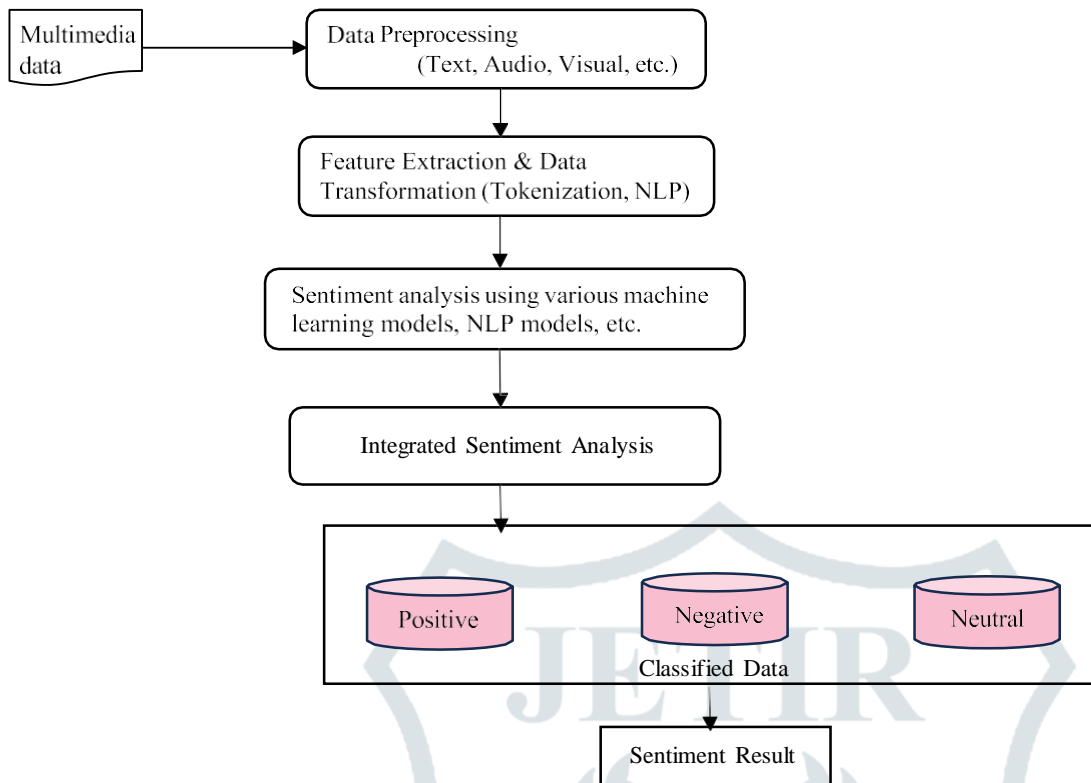 Multimedia
data
Data Preprocessing
(Text, Audio, Visual, etc.)
Feature Extraction & Data
Transformation (Tokenization, NLP)
Sentiment analysis using various machine
learning models, NLP models, etc.
Integrated Sentiment Analysis
Positive
Negative
Neutral
Classified Data
JETIR
Sentiment Result